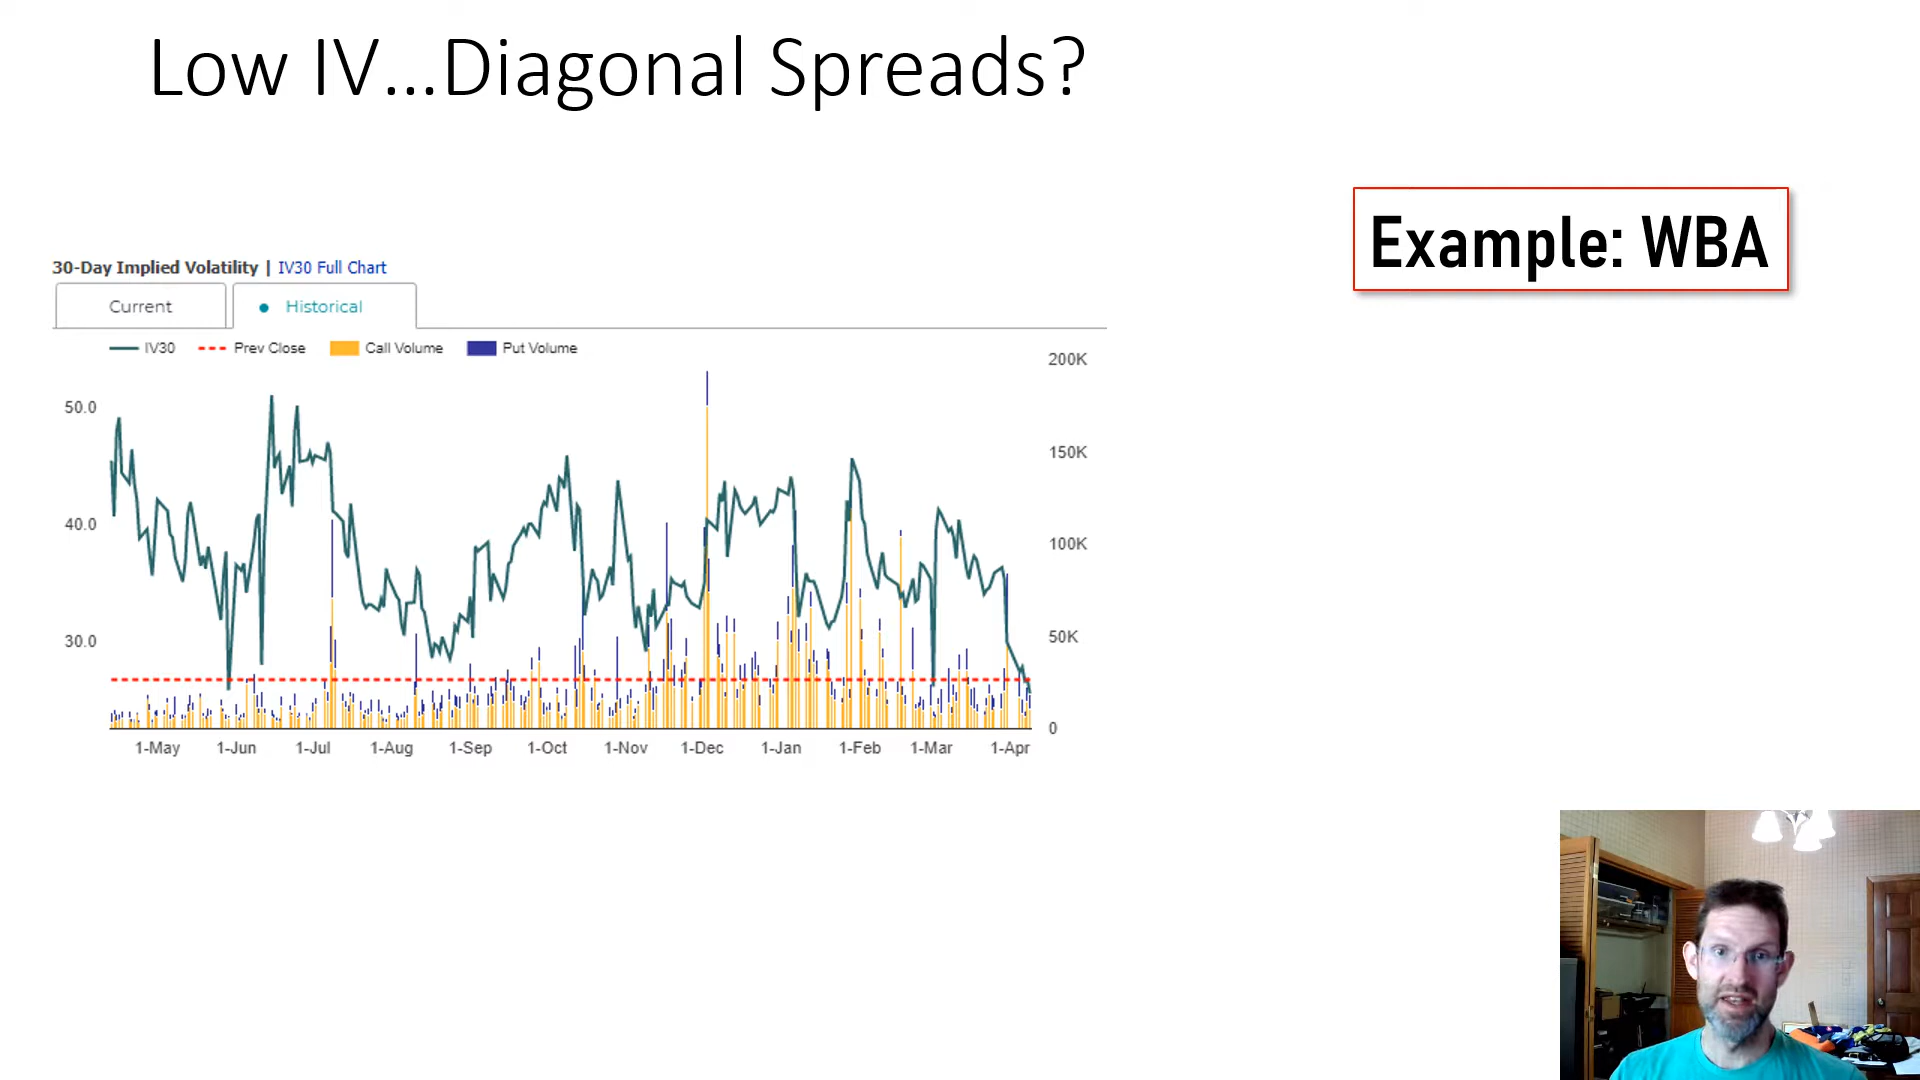 Low IV...Diagonal Spreads?
Example: WBA
30-Day Implied Volatility | IV30 Full Chart
Current Historical
IV30 Prev Close Call Volume Put Volume
200K
50.0
150K
40.0
100K
30.0
50K
0
1-May 1-Jun 1-Jul 1-Aug 1-Sep 1-Oct 1-Nov 1-Dec 1-Jan 1-Feb 1-Mar 1-Apr